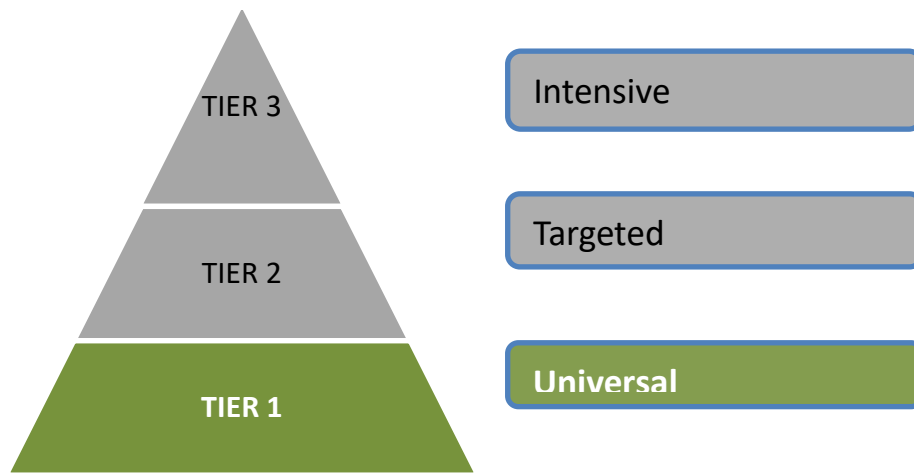 TIER 3
Intensive
TIER 2
Targeted
TIER 1
Universal